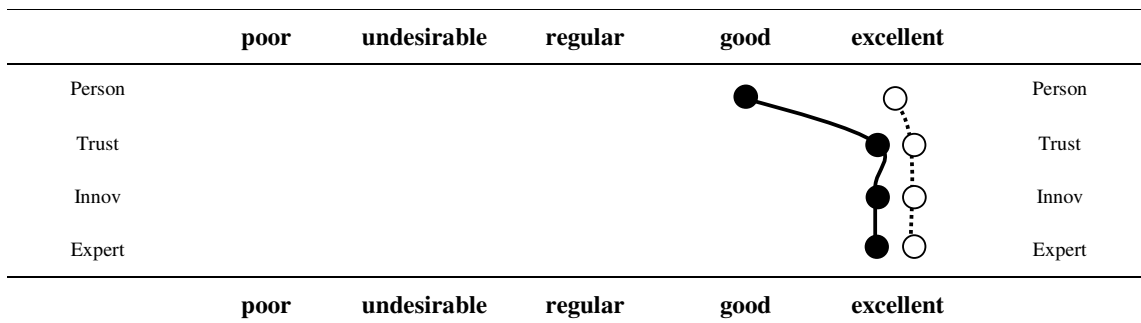 poor undesirable regular good excellent
Person Person
Trust Trust
Innov Innov
Expert Expert
poor undesirable regular good excellent